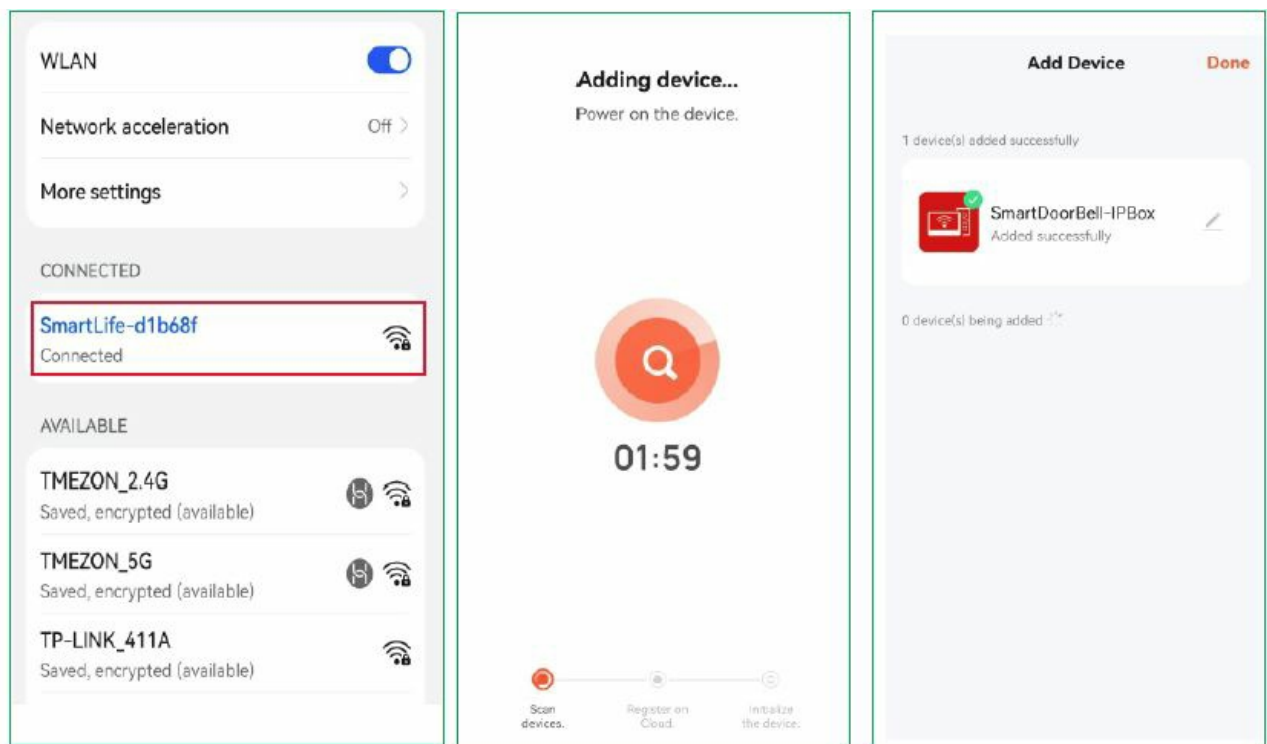 WLAN
Network acceleration Off
More settings
CONNECTED
SmartLife-d1b68f
Connected
AVAILABLE
TMEZON_2.4G
Saved, encrypted (available)
TMEZON_5G
Saved, encrypted (available)
TP-LINK_411A
Saved, encrypted (available)
Adding device...
Power on the device.
01:59
Scan
devices.
Register on
Cloud.
Initialize
the device.
Add Device Done
1 device(s) added successfully
SmartDoorBell-IPBox
Added successfully
0 device(s) being added